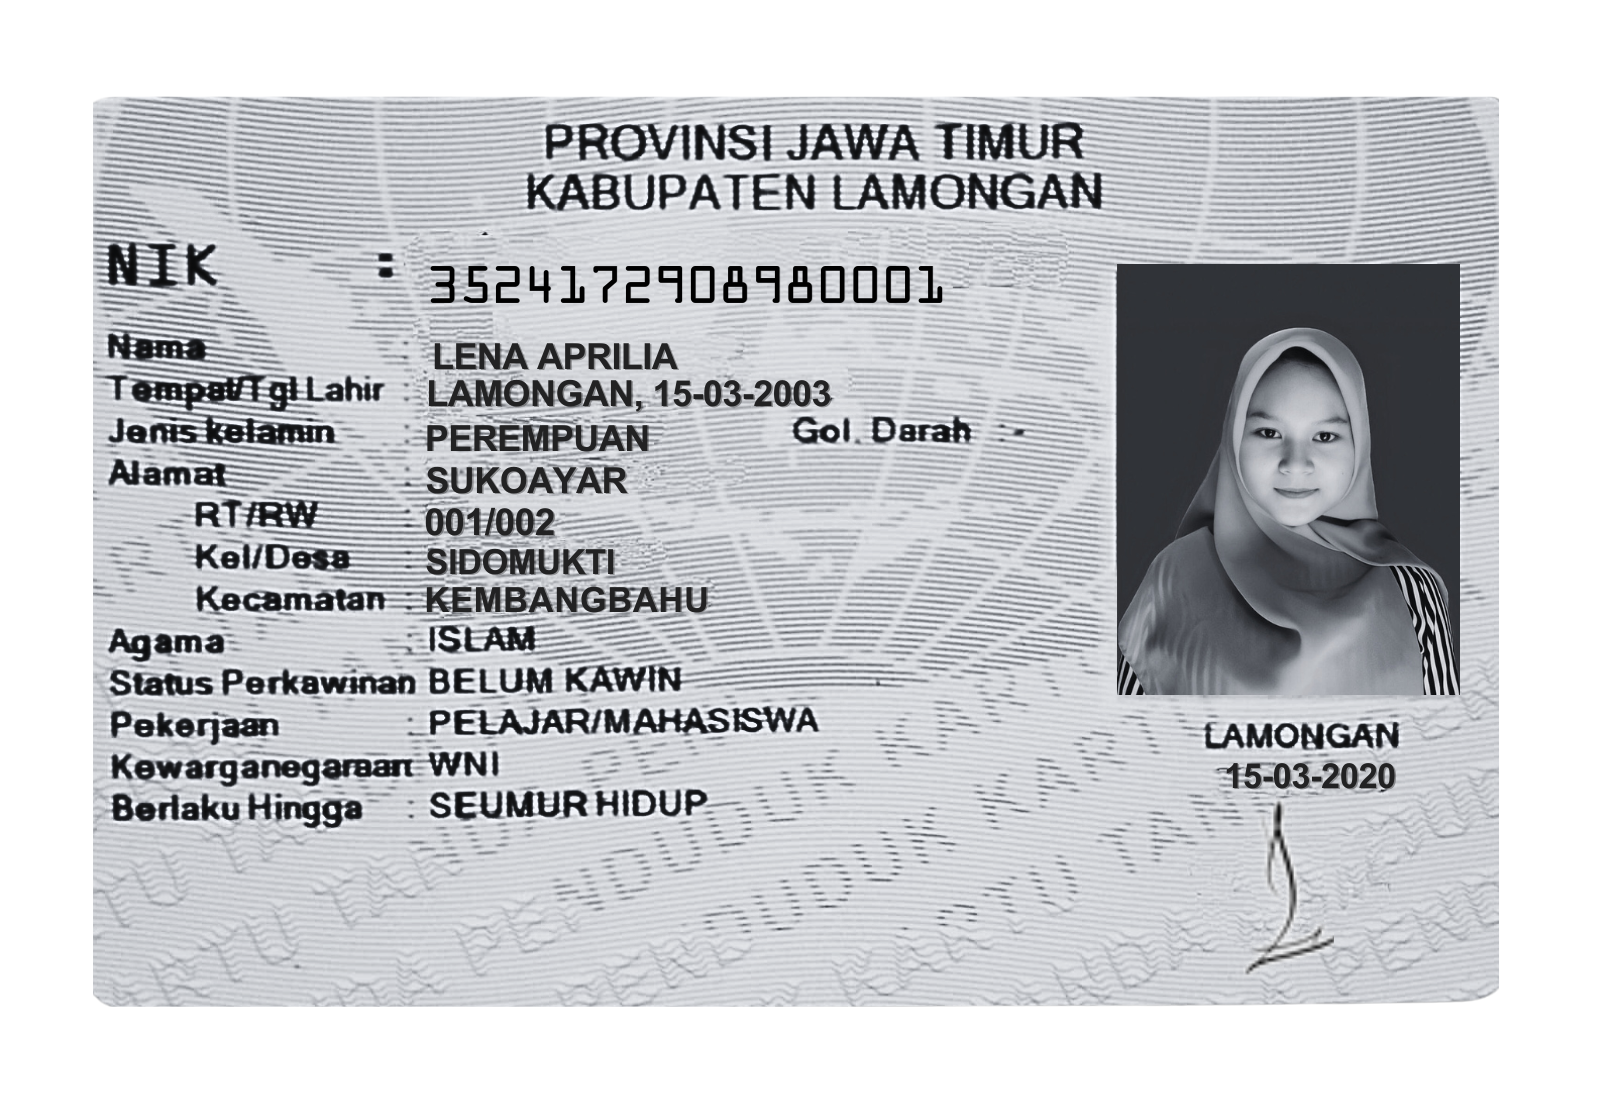 PROVINSI JAWA TIMUR
KABUPATEN LAMONGAN
NIK : 3524172908980001
Nama : LENA APRILIA
Tempat/Tgl Lahir : LAMONGAN, 15-03-2003
Jenis kelamin : PEREMPUAN Gol. Darah : -
Alamat : SUKOAYAR
RT/RW : 001/002
Kel/Desa : SIDOMUKTI
Kecamatan : KEMBANGBAHU
Agama : ISLAM
Status Perkawinan BELUM KAWIN
Pekerjaan : PELAJAR/MAHASISWA
Kewarganegaraan : WNI
Berlaku Hingga : SEUMUR HIDUP
LAMONGAN
15-03-2020